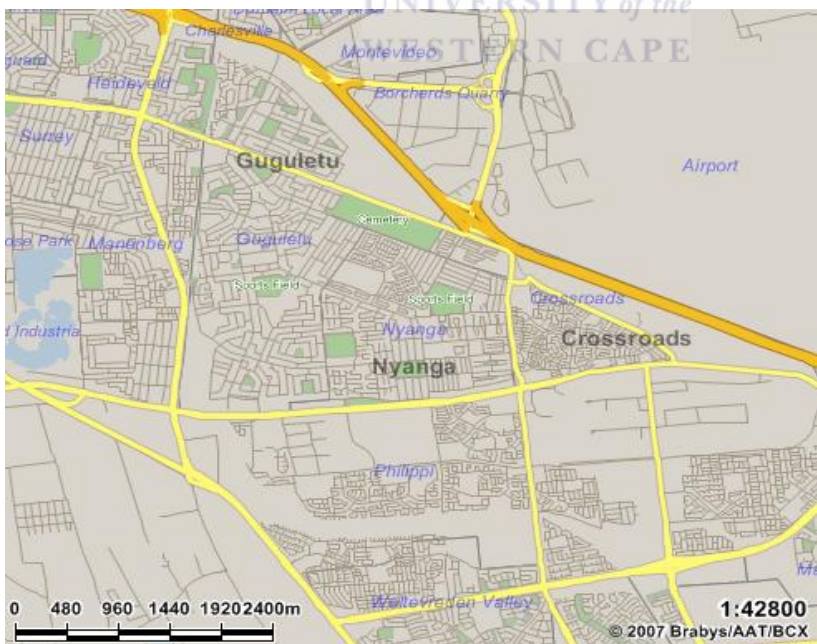 UNIVERSITY of the
WESTERN CAPE
Charlesville
Montevideo
Heideveld
Borcherds Quarry
Surrey
Guguletu
Airport
Cemetery
Manenberg
Guguletu
Sports Field
Sports Field
Crossroads
Industria
Nyanga
Crossroads
Nyanga
Philippi
Weltevreden Valley
0 480 960 1440 1920 2400m
1:42800
© 2007 Brabys/AAT/BCX